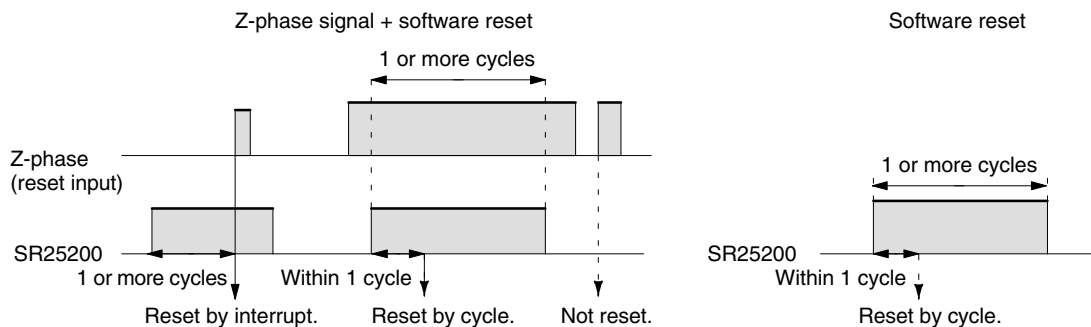 Z-phase signal + software reset
Software reset
1 or more cycles
Z-phase
(reset input)
1 or more cycles
SR25200
SR25200
1 or more cycles
Within 1 cycle
Within 1 cycle
Reset by interrupt.
Reset by cycle.
Not reset.
Reset by cycle.